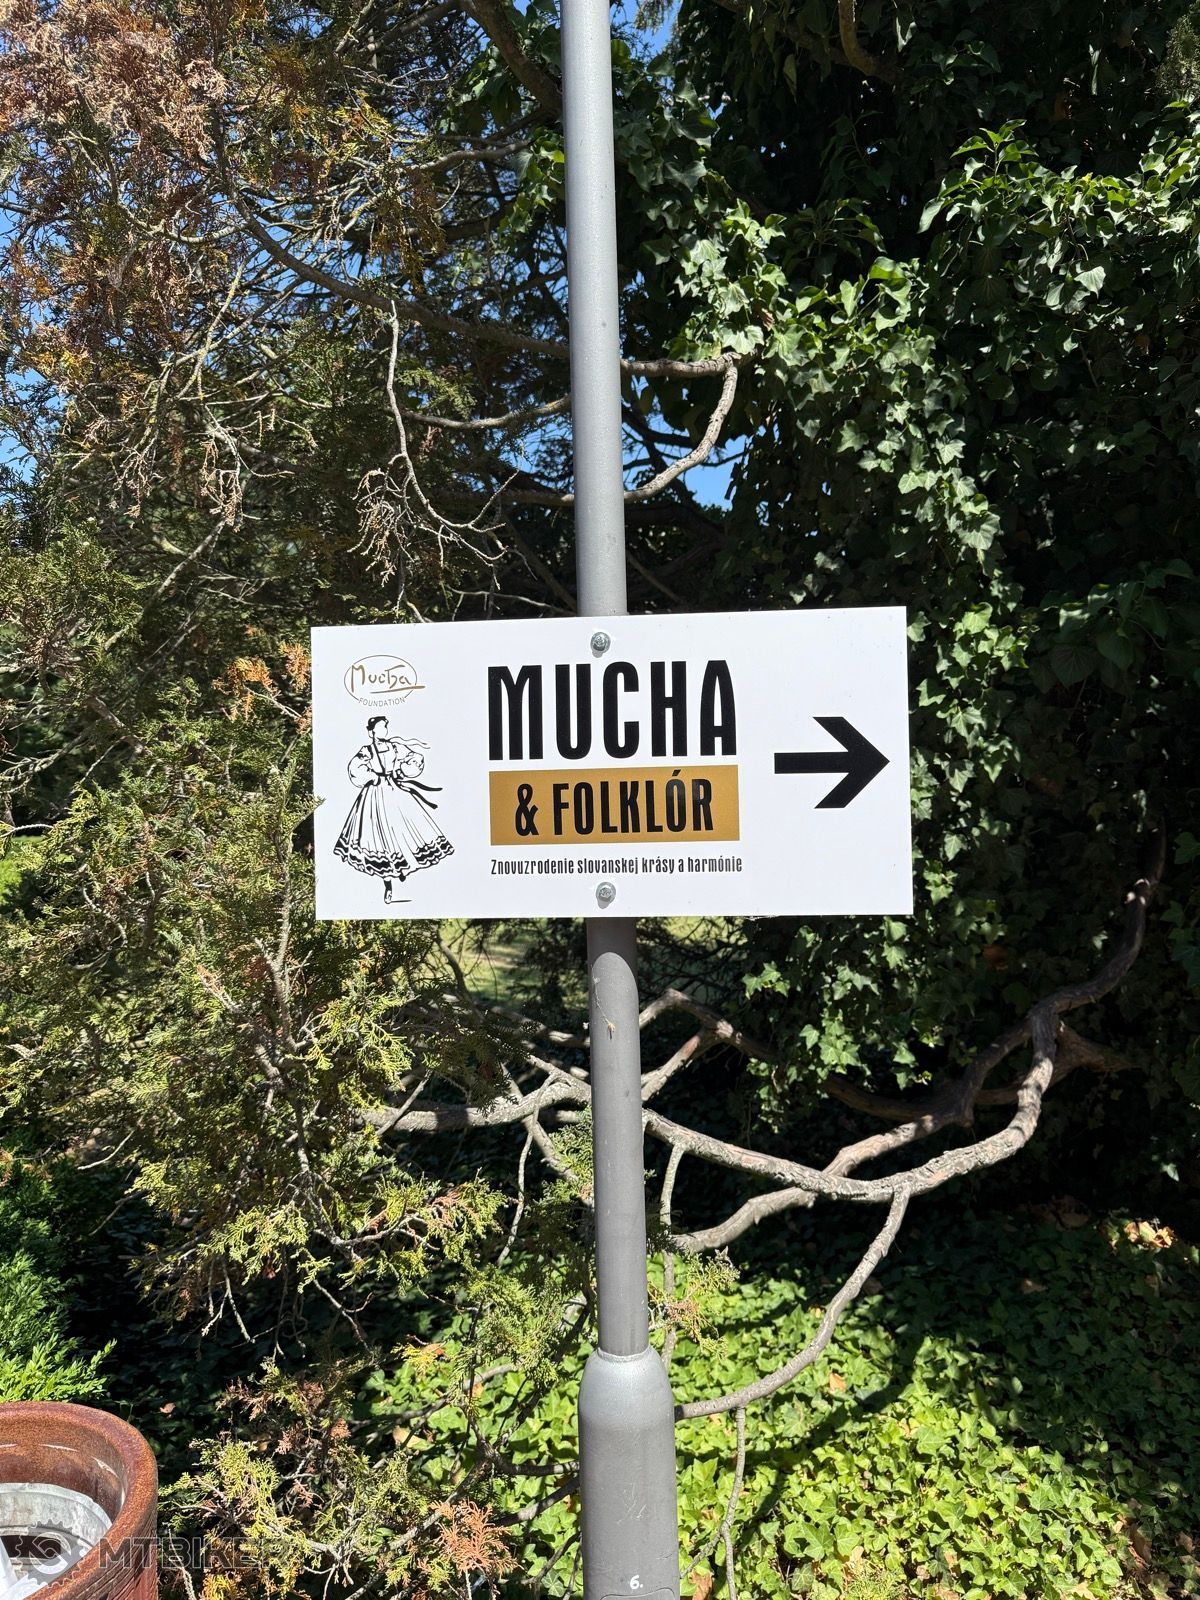 Mucha
FOUNDATION
MUCHA
& FOLKLÓR
Znovuzrodenie slovanskej krásy a harmónie
6.
MTBIKER